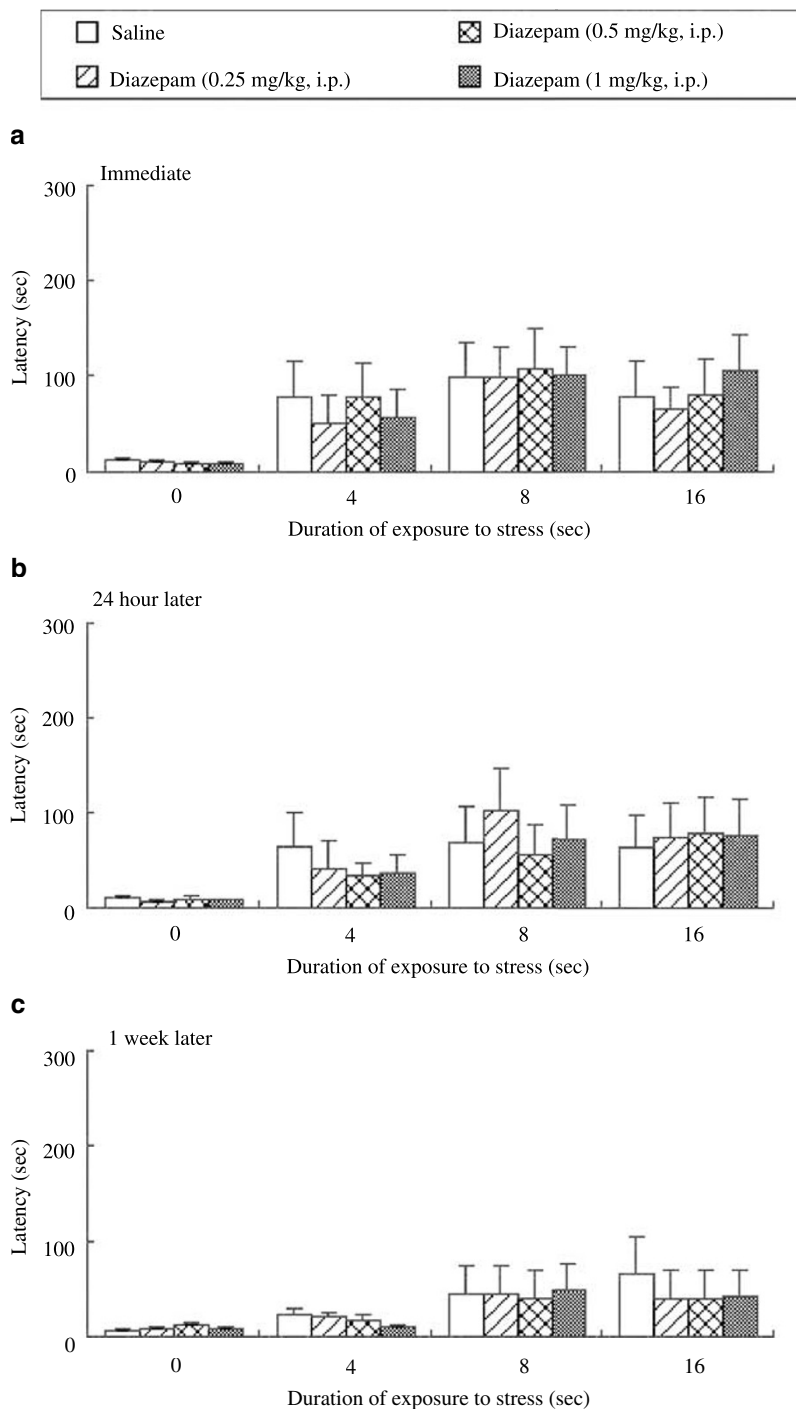 Saline
Diazepam (0.5 mg/kg, i.p.)
Diazepam (0.25 mg/kg, i.p.)
Diazepam (1 mg/kg, i.p.)
a
Immediate
300
200
100
0
Latency (sec)
0 4 8 16
Duration of exposure to stress (sec)
b
24 hour later
300
200
100
0
Latency (sec)
0 4 8 16
Duration of exposure to stress (sec)
c
1 week later
300
200
100
0
Latency (sec)
0 4 8 16
Duration of exposure to stress (sec)